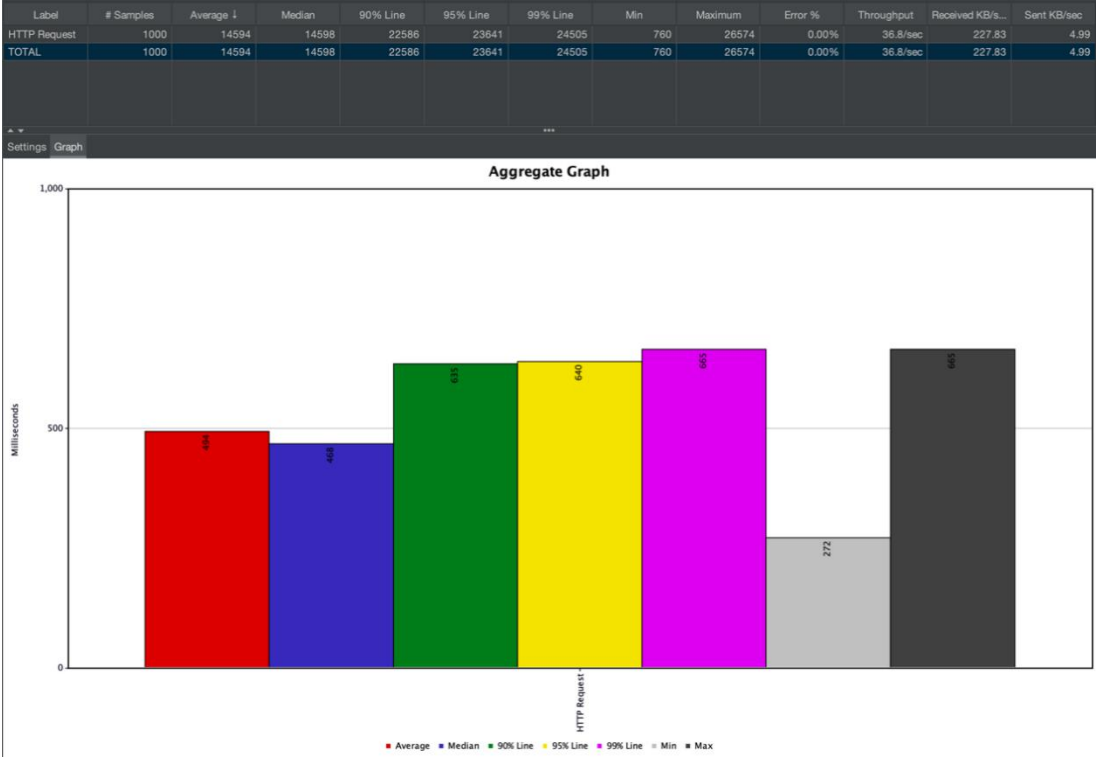 Label # Samples Average ↓ Median 90% Line 95% Line 99% Line Min Maximum Error % Throughput Received KB/s... Sent KB/sec
HTTP Request 1000 14594 14598 22586 23641 24505 760 26574 0.00% 36.8/sec 227.83 4.99
TOTAL 1000 14594 14598 22586 23641 24505 760 26574 0.00% 36.8/sec 227.83 4.99
Settings Graph
Aggregate Graph
1,000
500
0
Milliseconds
494
468
635
640
665
272
665
HTTP Request
Average Median 90% Line 95% Line 99% Line Min Max